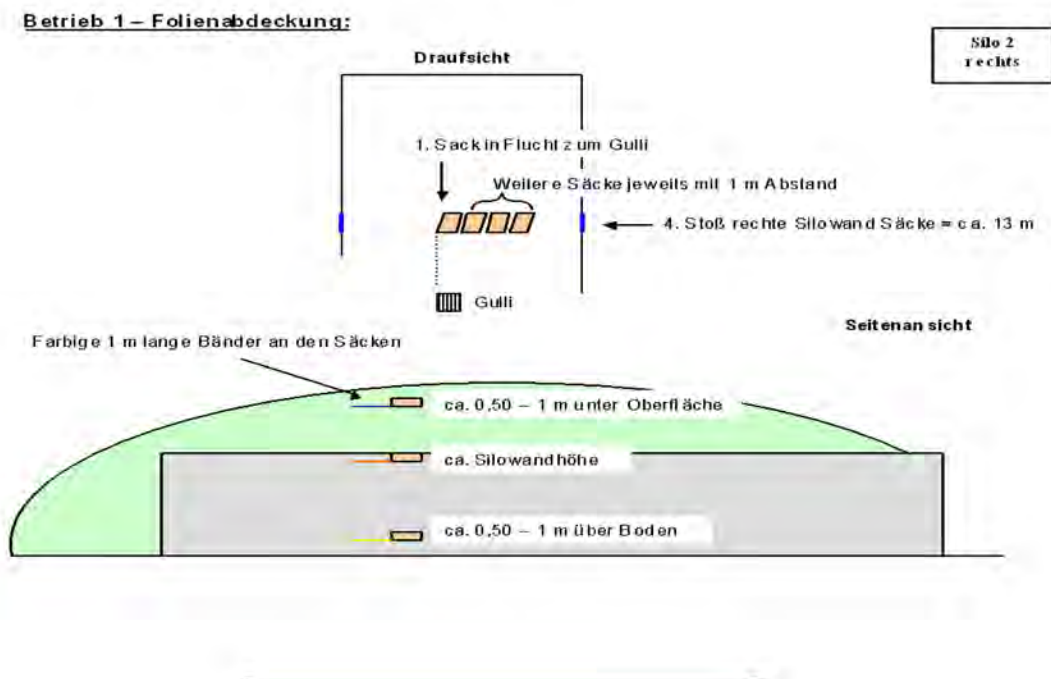 Betrieb 1 – Folienabdeckung:
Silo 2
rechts
Draufsicht
1. Sack in Flucht zum Gulli
Weitere Säcke jeweils mit 1 m Abstand
4. Stoß rechte Silowand Säcke = ca. 13 m
Gulli
Seitenansicht
Farbige 1 m lange Bänder an den Säcken
ca. 0,50 – 1 m unter Oberfläche
ca. Silowandhöhe
ca. 0,50 – 1 m über Boden